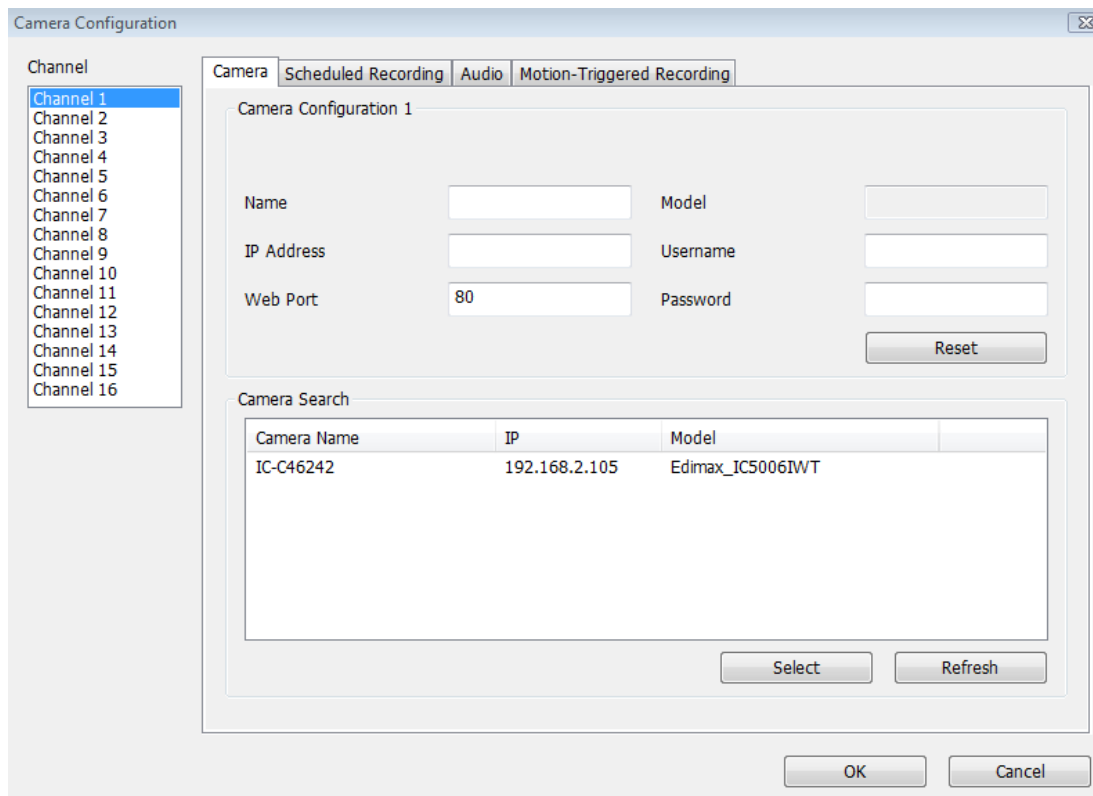 Camera Configuration
Channel
Channel 1
Channel 2
Channel 3
Channel 4
Channel 5
Channel 6
Channel 7
Channel 8
Channel 9
Channel 10
Channel 11
Channel 12
Channel 13
Channel 14
Channel 15
Channel 16
Camera Scheduled Recording Audio Motion-Triggered Recording
Camera Configuration 1
Name Model
IP Address Username
Web Port 80 Password
Reset
Camera Search
Camera Name IP Model
IC-C46242 192.168.2.105 Edimax_IC5006IWT
Select Refresh
OK Cancel